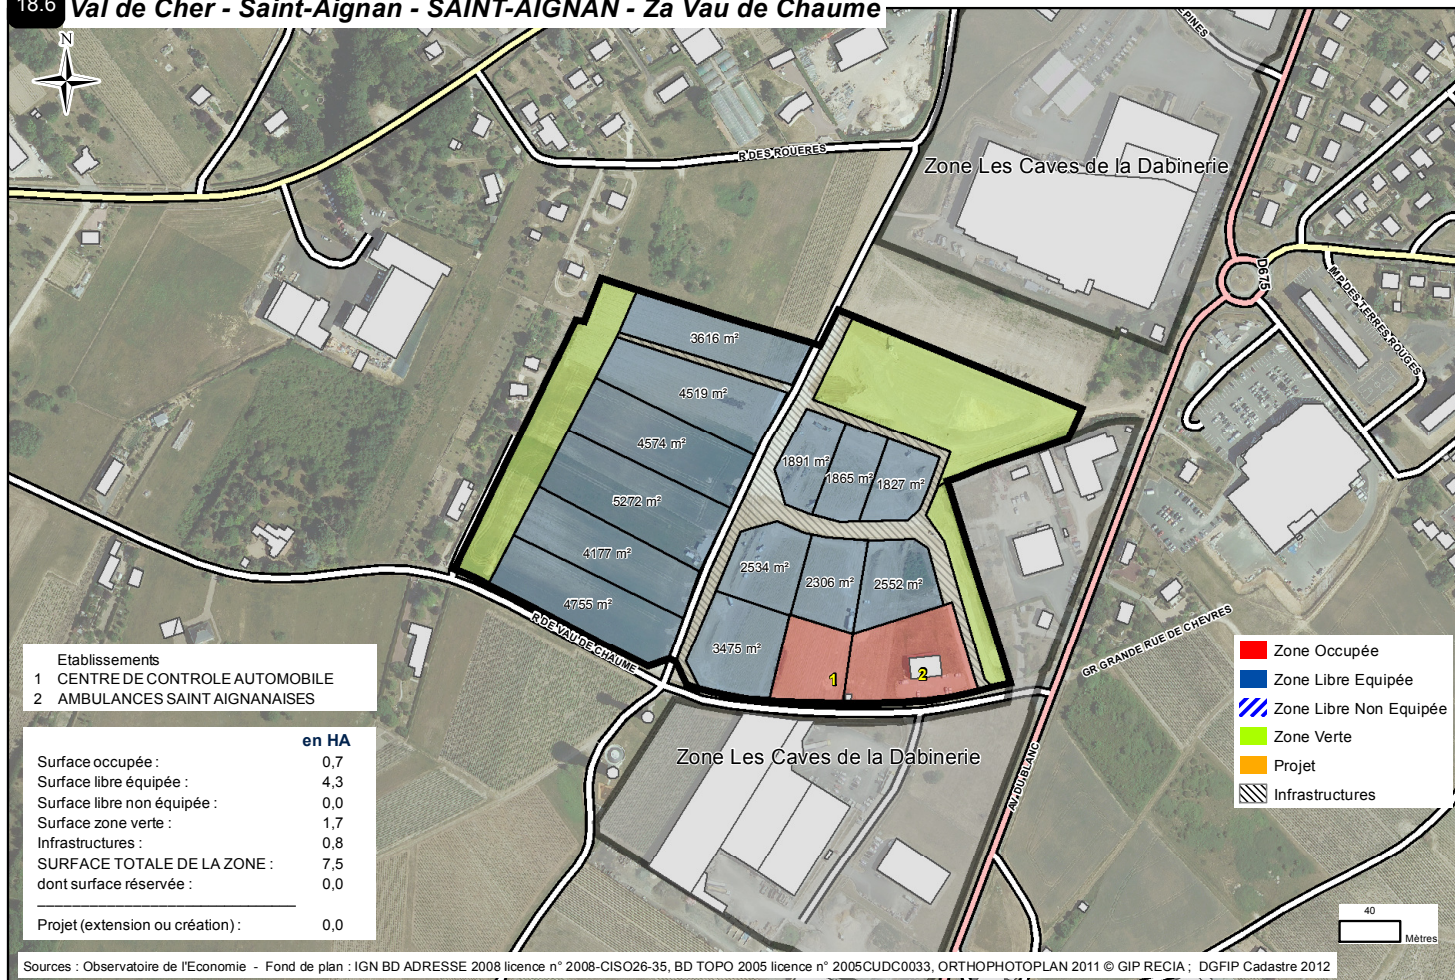 18.6 Val de Cher - Saint-Aignan - SAINT-AIGNAN - Za Vau de Chaume
N
R DES ROUERES
Zone Les Caves de la Dabinerie
D675
IMP DES TERRES ROUGES
3616 m²
4519 m²
4574 m²
5272 m²
4177 m²
4755 m²
1891 m²
1865 m²
1827 m²
2534 m²
2306 m²
2552 m²
3475 m²
1
2
R DE VAU DE CHAUME
GR GRANDE RUE DE CHEVRES
AV DU BLANC
Zone Les Caves de la Dabinerie
Etablissements
1 CENTRE DE CONTROLE AUTOMOBILE
2 AMBULANCES SAINT AIGNANAISES
en HA
Surface occupée : 0,7
Surface libre équipée : 4,3
Surface libre non équipée : 0,0
Surface zone verte : 1,7
Infrastructures : 0,8
SURFACE TOTALE DE LA ZONE : 7,5
dont surface réservée : 0,0
Projet (extension ou création) : 0,0
Zone Occupée
Zone Libre Equipée
Zone Libre Non Equipée
Zone Verte
Projet
Infrastructures
40
Mètres
Sources : Observatoire de l'Economie - Fond de plan : IGN BD ADRESSE 2008 licence n° 2008-CISO26-35, BD TOPO 2005 licence n° 2005CUDC0033, ORTHOPHOTOPLAN 2011 © GIP RECIA ; DGFIP Cadastre 2012